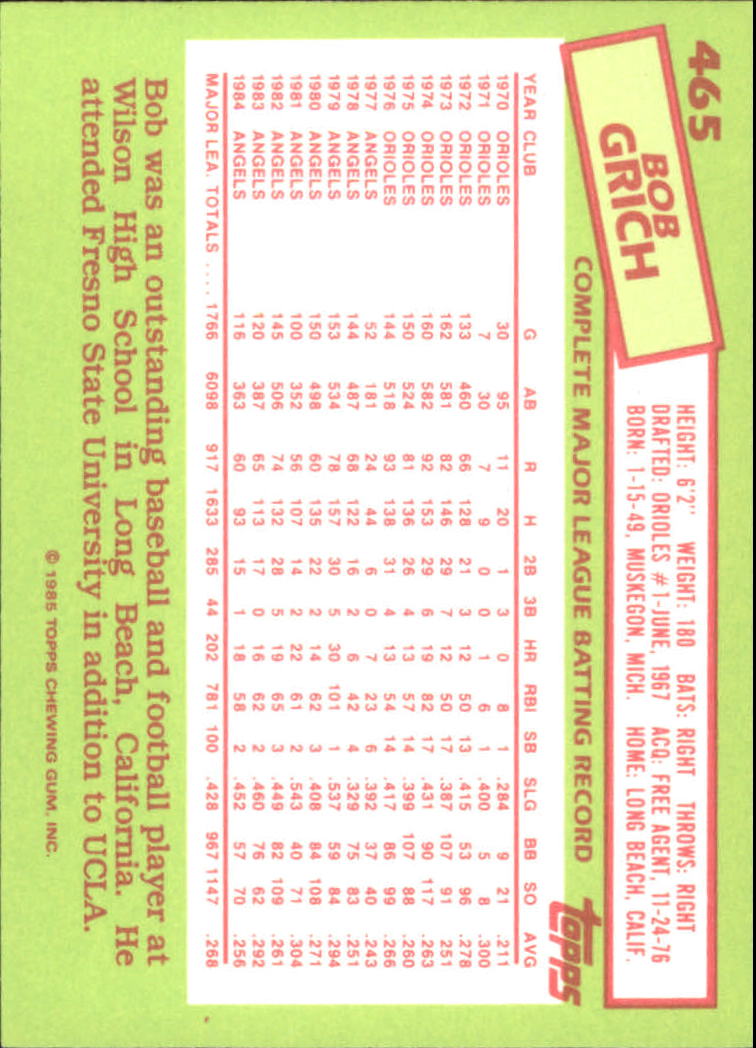 465
BOB
GRICH
HEIGHT: 6'2" WEIGHT: 180 BATS: RIGHT THROWS: RIGHT
DRAFTED: ORIOLES #1-JUNE, 1967 ACQ: FREE AGENT, 11-24-76
BORN: 1-15-49, MUSKEGON, MICH. HOME: LONG BEACH, CALIF.
COMPLETE MAJOR LEAGUE BATTING RECORD
topps
YEAR CLUB G AB R H 2B 3B HR RBI SB SLG BB SO AVG
1970 ORIOLES 30 95 11 20 1 3 0 8 1 .284 9 21 .211
1971 ORIOLES 7 30 7 9 0 0 1 6 1 .400 5 8 .300
1972 ORIOLES 133 460 66 128 21 3 12 50 13 .415 53 96 .278
1973 ORIOLES 162 581 82 146 29 7 12 50 17 .387 107 91 .251
1974 ORIOLES 160 582 92 153 29 6 19 82 17 .431 90 117 .263
1975 ORIOLES 150 524 81 136 26 4 13 57 14 .399 107 88 .260
1976 ORIOLES 144 518 93 138 31 4 13 54 14 .417 86 99 .266
1977 ANGELS 52 181 24 44 6 0 7 23 6 .392 37 40 .243
1978 ANGELS 144 487 68 122 16 2 6 42 4 .329 75 83 .251
1979 ANGELS 153 534 78 157 30 5 30 101 1 .537 59 84 .294
1980 ANGELS 150 498 60 135 22 2 14 62 3 .408 84 108 .271
1981 ANGELS 100 352 56 107 14 2 22 61 2 .543 40 71 .304
1982 ANGELS 145 506 74 132 28 5 19 65 3 .449 82 109 .261
1983 ANGELS 120 387 65 113 17 0 16 62 2 .460 76 62 .292
1984 ANGELS 116 363 60 93 15 1 18 58 2 .452 57 70 .256
MAJOR LEA. TOTALS .... 1766 6098 917 1633 285 44 202 781 100 .428 967 1147 .268
Bob was an outstanding baseball and football player at
Wilson High School in Long Beach, California. He
attended Fresno State University in addition to UCLA.
© 1985 TOPPS CHEWING GUM, INC.